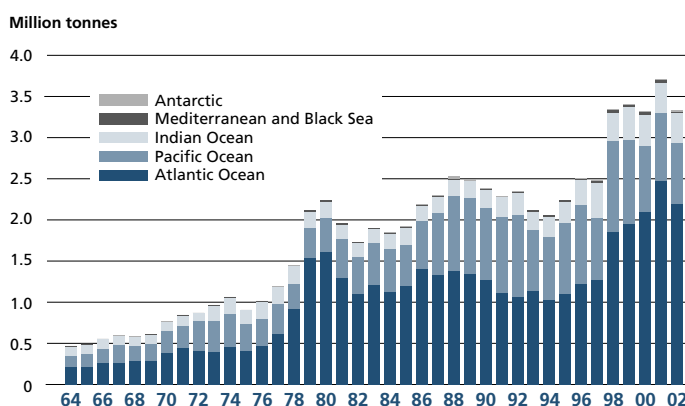 Million tonnes
4.0
3.5
3.0
2.5
2.0
1.5
1.0
0.5
0
Antarctic
Mediterranean and Black Sea
Indian Ocean
Pacific Ocean
Atlantic Ocean
64 66 68 70 72 74 76 78 80 82 84 86 88 90 92 94 96 98 00 02